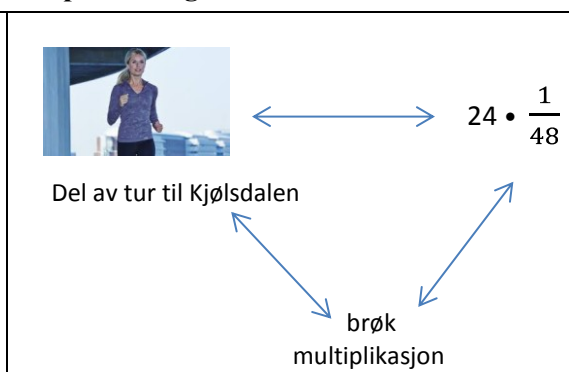 24 • 1/48
Del av tur til Kjølsdalen
brøk
multiplikasjon